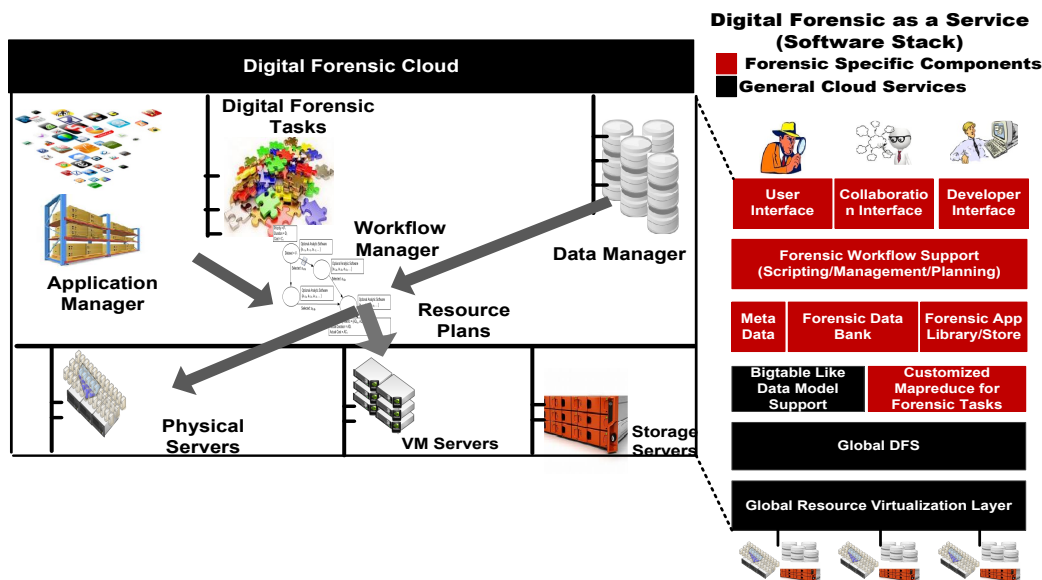 Digital Forensic as a Service
(Software Stack)
Forensic Specific Components
General Cloud Services
Digital Forensic Cloud
Digital Forensic
Tasks
Workflow
Manager
Data Manager
Application
Manager
Resource
Plans
Physical
Servers
VM Servers
Storage
Servers
User
Interface
Collaboratio
n Interface
Developer
Interface
Forensic Workflow Support
(Scripting/Management/Planning)
Meta
Data
Forensic Data
Bank
Forensic App
Library/Store
Bigtable Like
Data Model
Support
Customized
Mapreduce for
Forensic Tasks
Global DFS
Global Resource Virtualization Layer